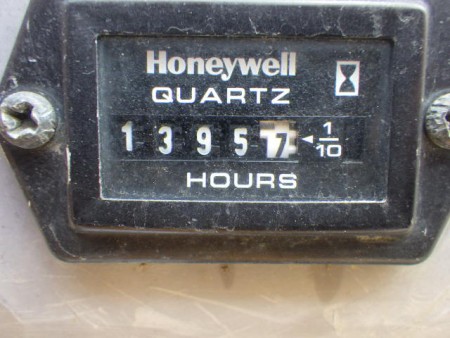 Honeywell
QUARTZ
1 3 9 5 7 1/10
HOURS